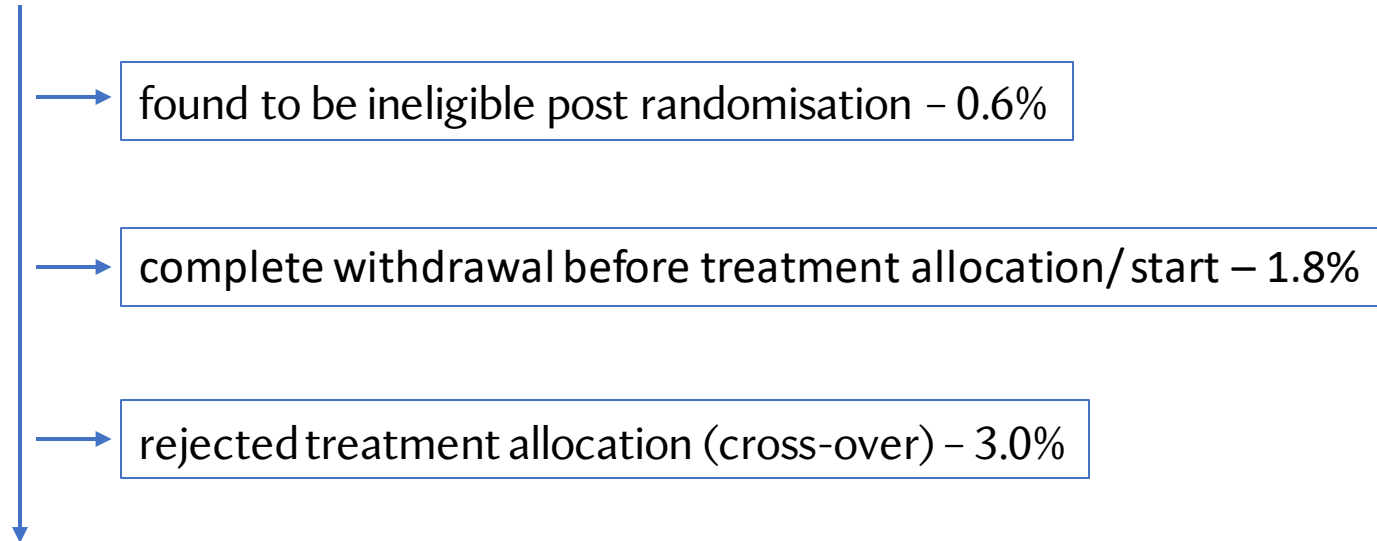 found to be ineligible post randomisation – 0.6%
complete withdrawal before treatment allocation/start – 1.8%
rejected treatment allocation (cross-over) – 3.0%